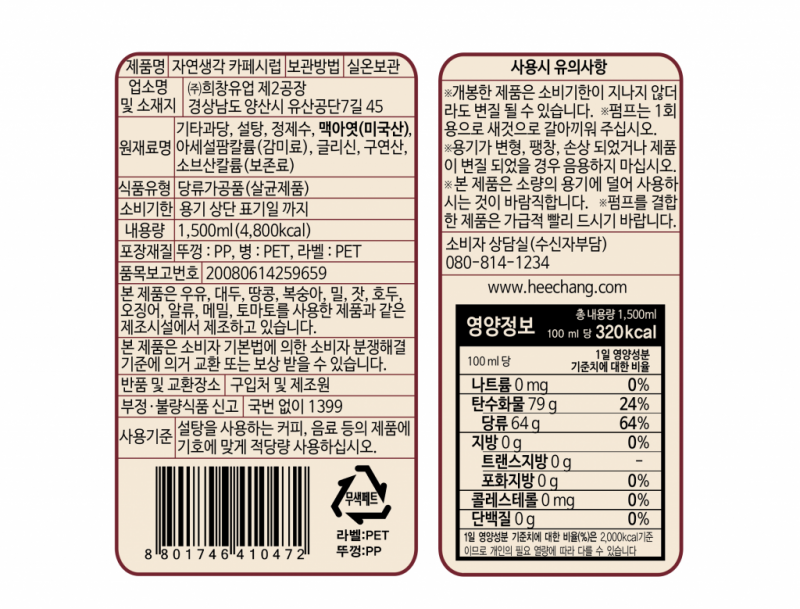 제품명 자연생각 카페시럽 보관방법 실온보관
업소명 및 소재지
㈜희창유업 제2공장
경상남도 양산시 유산공단7길 45
원재료명
기타과당, 설탕, 정제수, 맥아엿(미국산),
아세설팜칼륨(감미료), 글리신, 구연산,
소브산칼륨(보존료)
식품유형 당류가공품(살균제품)
소비기한 용기 상단 표기일 까지
내용량 1,500ml(4,800kcal)
포장재질 뚜껑 : PP, 병 : PET, 라벨 : PET
품목보고번호 20080614259659
본 제품은 우유, 대두, 땅콩, 복숭아, 밀, 잣, 호두,
오징어, 알류, 메밀, 토마토를 사용한 제품과 같은
제조시설에서 제조하고 있습니다.
본 제품은 소비자 기본법에 의한 소비자 분쟁해결
기준에 의거 교환 또는 보상 받을 수 있습니다.
반품 및 교환장소 구입처 및 제조원
부정·불량식품 신고 국번 없이 1399
사용기준
설탕을 사용하는 커피, 음료 등의 제품에
기호에 맞게 적당량 사용하십시오.
8 801746 410472
무색페트
라벨:PET
뚜껑:PP
사용시 유의사항
※개봉한 제품은 소비기한이 지나지 않더
라도 변질 될 수 있습니다. ※펌프는 1회
용으로 새것으로 갈아끼워 주십시오.
※용기가 변형, 팽창, 손상 되었거나 제품
이 변질 되었을 경우 음용하지 마십시오.
※본 제품은 소량의 용기에 덜어 사용하
시는 것이 바람직합니다. ※펌프를 결합
한 제품은 가급적 빨리 드시기 바랍니다.
소비자 상담실(수신자부담)
080-814-1234
www.heechang.com
영양정보
총 내용량 1,500ml
100 ml 당 320kcal
100 ml 당
1일 영양성분
기준치에 대한 비율
나트륨 0 mg 0%
탄수화물 79 g 24%
당류 64 g 64%
지방 0 g 0%
트랜스지방 0 g -
포화지방 0 g 0%
콜레스테롤 0 mg 0%
단백질 0 g 0%
1일 영양성분 기준치에 대한 비율(%)은 2,000kcal기준
이므로 개인의 필요 열량에 따라 다를 수 있습니다